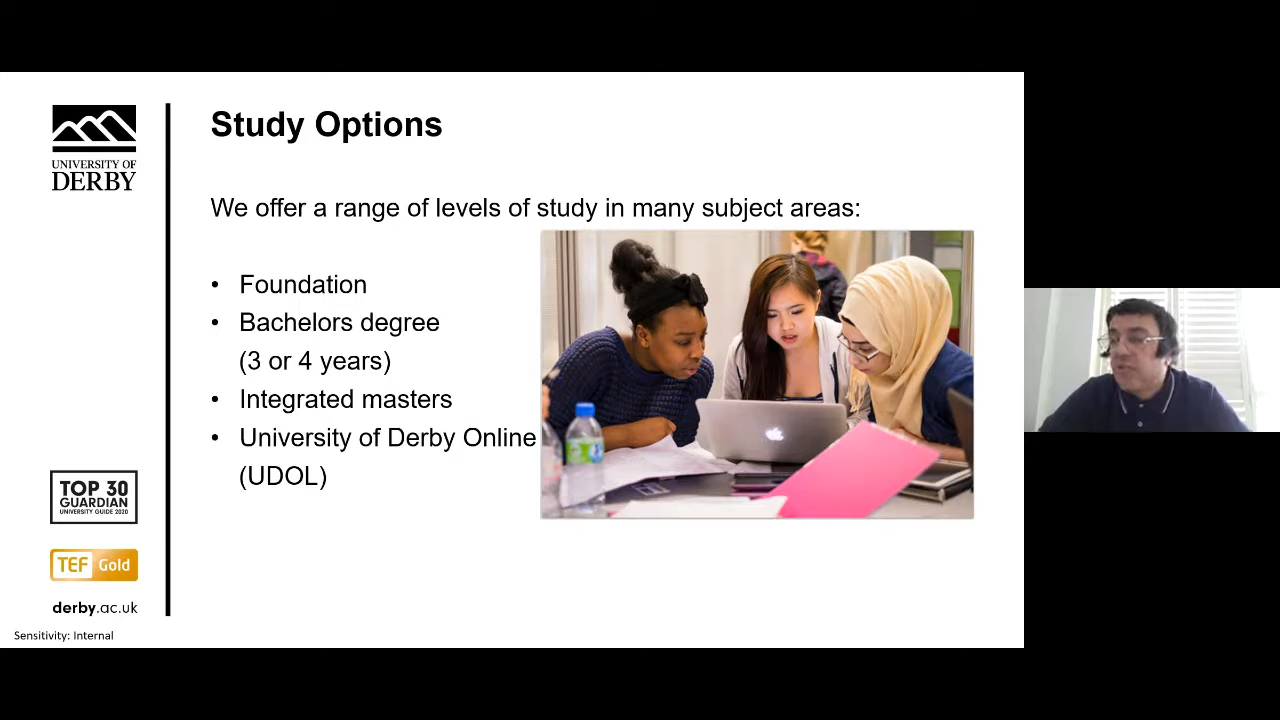 Study Options
UNIVERSITY OF
DERBY
We offer a range of levels of study in many subject areas:
• Foundation
• Bachelors degree
(3 or 4 years)
• Integrated masters
• University of Derby Online
(UDOL)
TOP 30
GUARDIAN
UNIVERSITY GUIDE 2020
TEF Gold
derby.ac.uk
Sensitivity: Internal